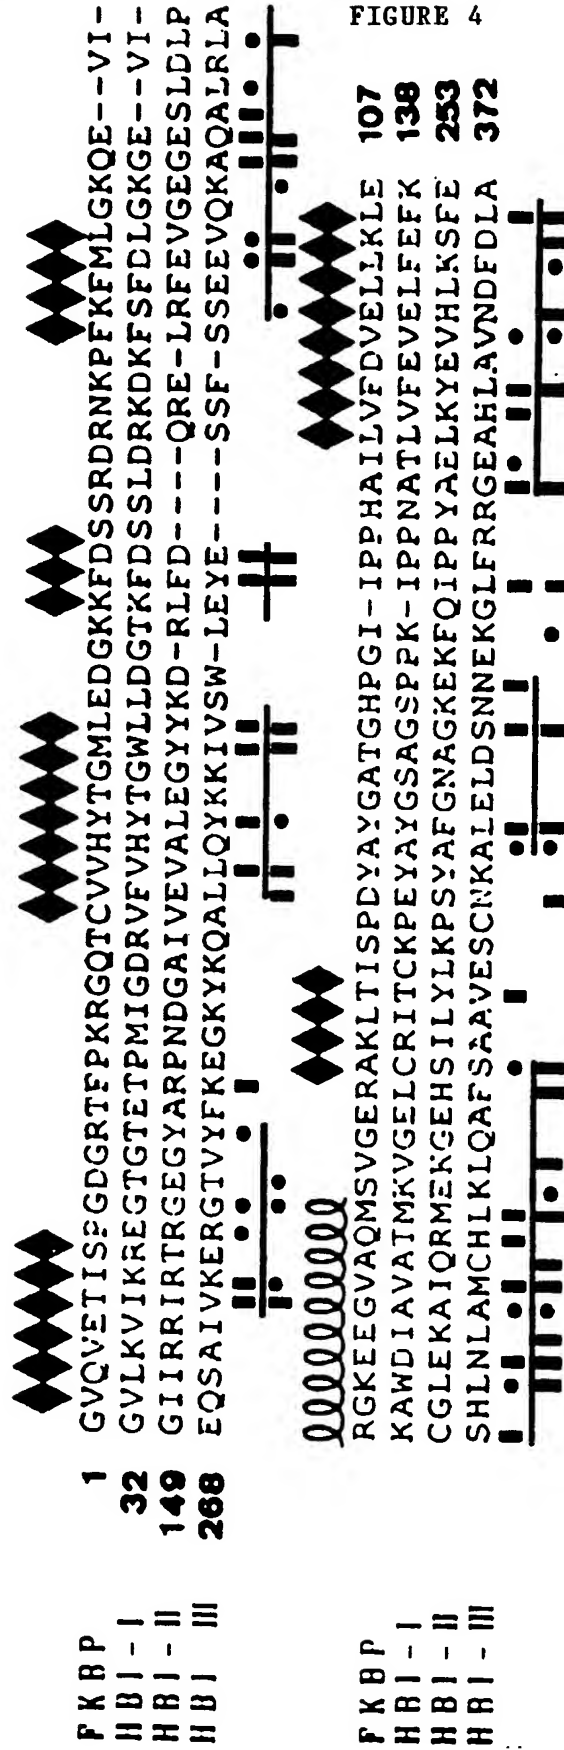 FIGURE 4
FKBP 1 GVQVETISPGDGRTFPKRGQTCVVHYTGMLEDGKKFDSSRDRNKPFKFMLGKQE--VI-
HBI-I 32 GVLKVIKREGTGTETPMIGDRVFVHYTGWLLDGTKFDSSLDRKDKFSFDLGKGE--VI-
HBI-II 149 GIIRRIRTRGEGYARPNDGAIVEVALEGYYKD-RLFD----QRE-LRFEVGEGESLDLP
HBI III 268 EQSAIVKERGTVYFKEGKYKQALLQYKKIVSW-LEYE-----SSF-SSEEVQKAQALRLA
FKBP RGKEEGVAQMSVGERAKLTISPDYAYGATGHPGI-IPPHAILVFDVELLKLE 107
HBI-I KAWDIAVATMKVGELCRITCKPEYAYGSAGSPPK-IPPNATLVFEVELFEFK 138
HBI-II CGLEKAIQRMEKGEHSILYLKPSYAFGNAGKEKFQIPPYAELKYEVHLKSFE 253
HBI-III SHLNLAMCHLKLQAFSAAVESCNKALELDSNNEKGLFRRGEAHLAVNDFDLA 372